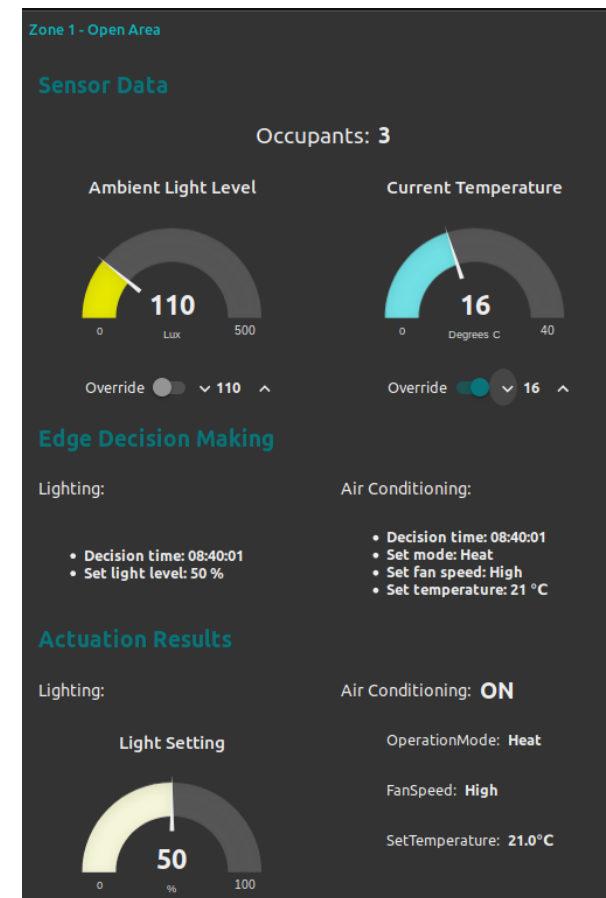 Zone 1 - Open Area
Sensor Data
Occupants: 3
Ambient Light Level
110
0
Lux
500
Override
110
Current Temperature
16
0
Degrees C
40
Override
16
Edge Decision Making
Lighting:
• Decision time: 08:40:01
• Set light level: 50 %
Air Conditioning:
• Decision time: 08:40:01
• Set mode: Heat
• Set fan speed: High
• Set temperature: 21 °C
Actuation Results
Lighting:
Light Setting
50
0
%
100
Air Conditioning: ON
OperationMode: Heat
FanSpeed: High
SetTemperature: 21.0°C